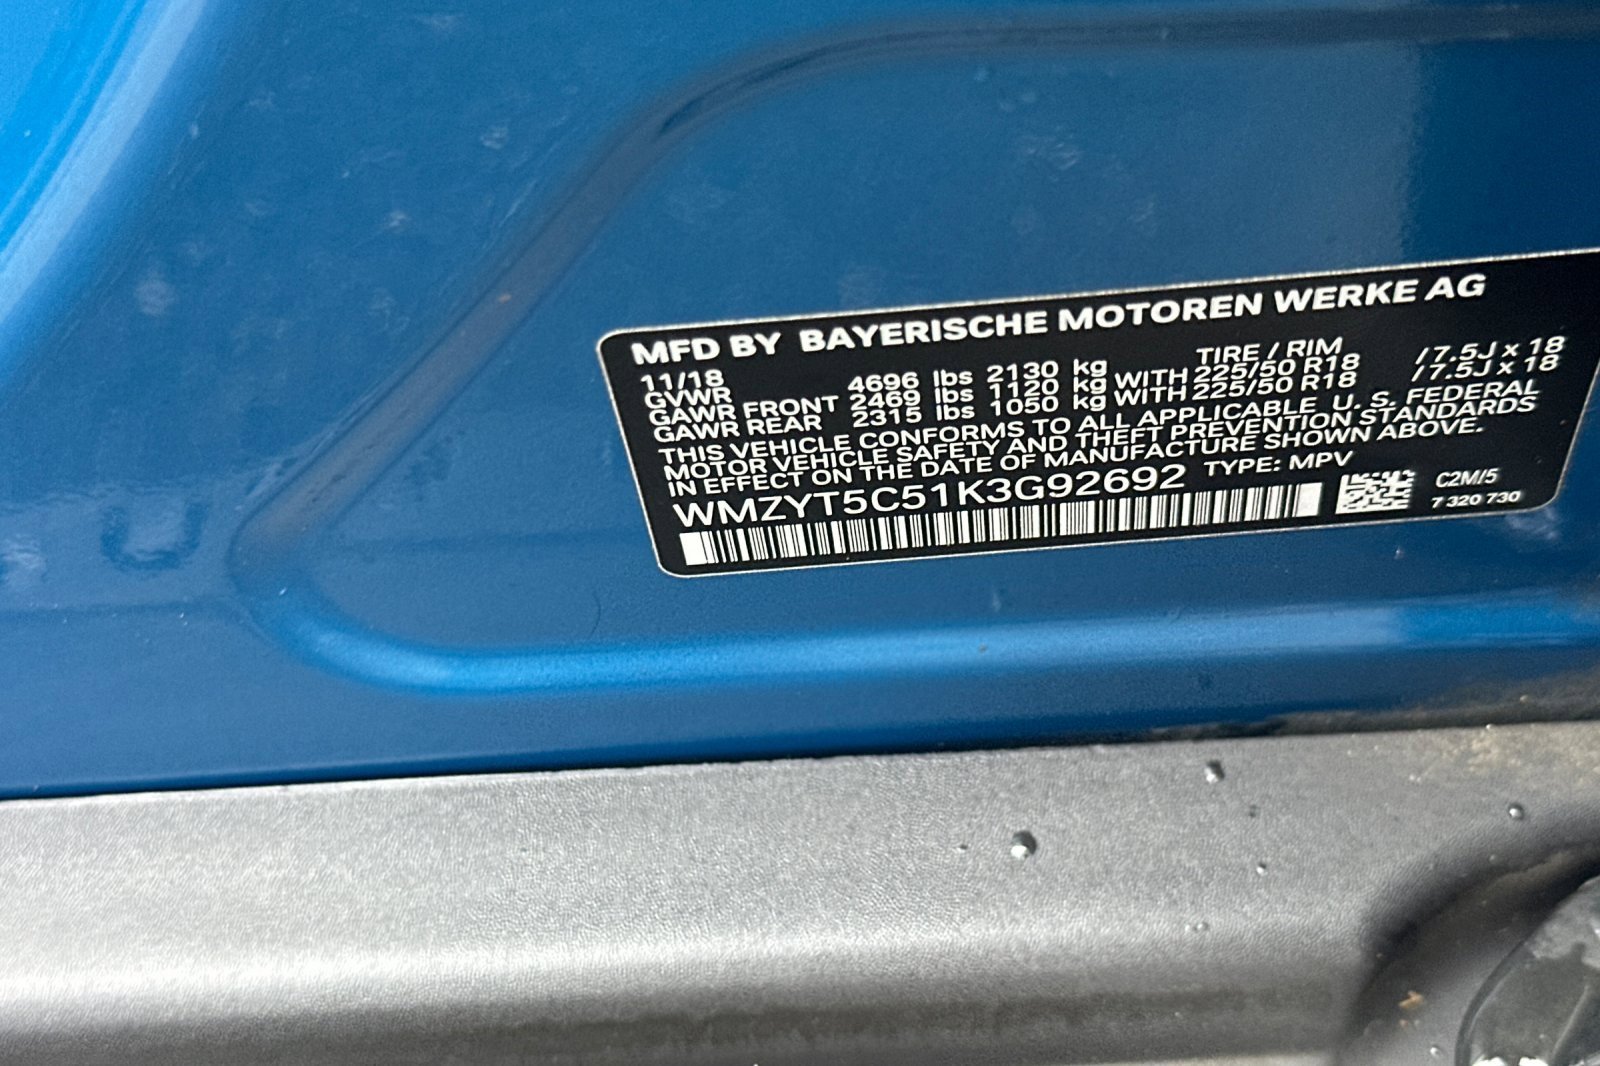 MFD BY BAYERISCHE MOTOREN WERKE AG
11/18 TIRE / RIM
GVWR 4696 lbs 2130 kg
GAWR FRONT 2469 lbs 1120 kg WITH 225/50 R18 / 7.5J x 18
GAWR REAR 2315 lbs 1050 kg WITH 225/50 R18 / 7.5J x 18
THIS VEHICLE CONFORMS TO ALL APPLICABLE U. S. FEDERAL
MOTOR VEHICLE SAFETY AND THEFT PREVENTION STANDARDS
IN EFFECT ON THE DATE OF MANUFACTURE SHOWN ABOVE.
WMZYT5C51K3G92692 TYPE: MPV
C2M/5
7 320 730